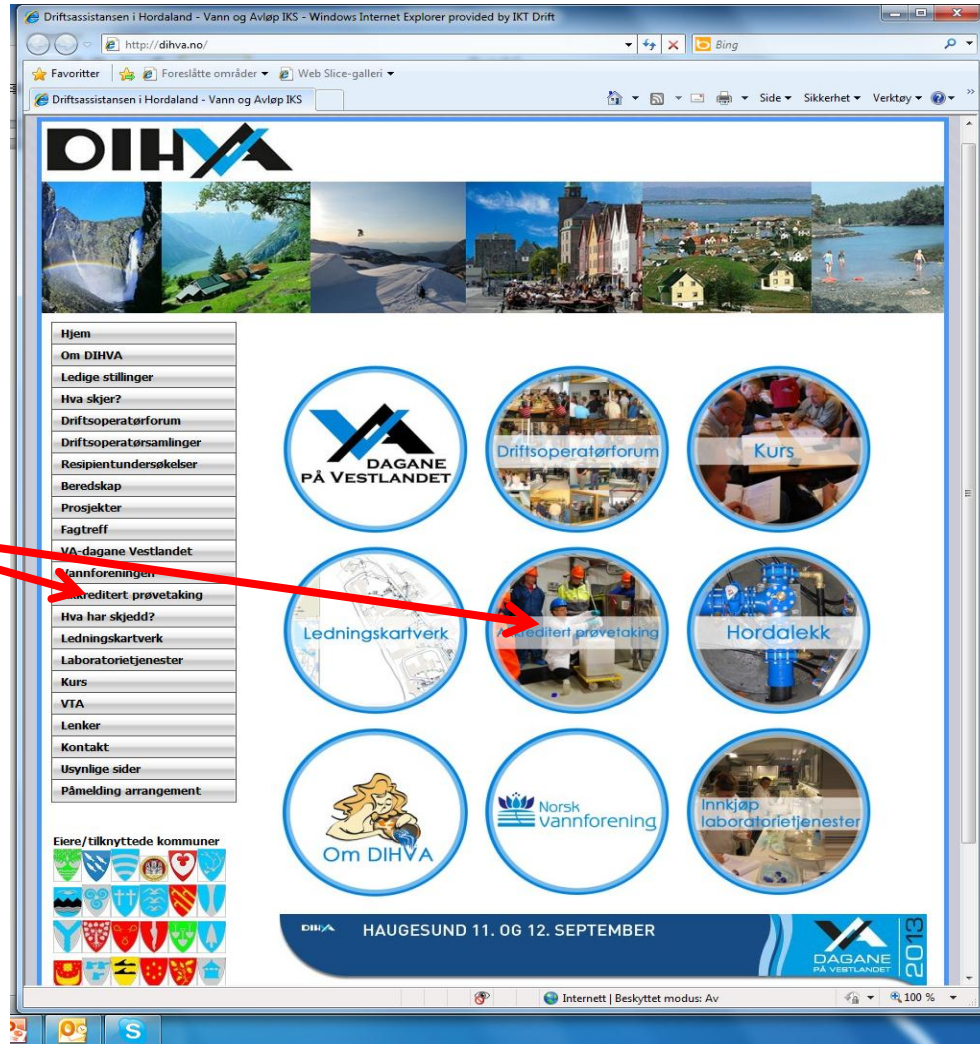 Driftsassistansen i Hordaland - Vann og Avløp IKS - Windows Internet Explorer provided by IKT Drift
http://dihva.no/
Bing
Favoritter
Foreslåtte områder
Web Slice-galleri
Driftsassistansen i Hordaland - Vann og Avløp IKS
Side
Sikkerhet
Verktøy
DIHVA
Hjem
Om DIHVA
Ledige stillinger
Hva skjer?
Driftsoperatørforum
Driftsoperatørsamlinger
Resipientundersøkelser
Beredskap
Prosjekter
Fagtreff
VA-dagane Vestlandet
Vannforeningen
Akkreditert prøvetaking
Hva har skjedd?
Ledningskartverk
Laboratorietjenester
Kurs
VTA
Lenker
Kontakt
Usynlige sider
Påmelding arrangement
Eiere/tilknyttede kommuner
VA
DAGANE
PÅ VESTLANDET
Driftsoperatørforum
Kurs
Ledningskartverk
Akkreditert prøvetaking
Hordalekk
Om DIHVA
Norsk
vannforening
Innkjøp
laboratorietjenester
DIHVA
HAUGESUND 11. OG 12. SEPTEMBER
VA
DAGANE
PÅ VESTLANDET
2013
Internett | Beskyttet modus: Av
100 %